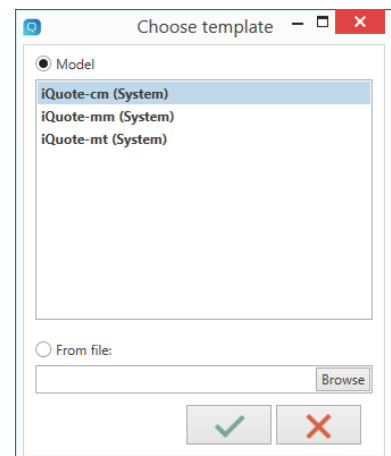 Choose template
Model
iQuote-cm (System)
iQuote-mm (System)
iQuote-mt (System)
From file:
Browse